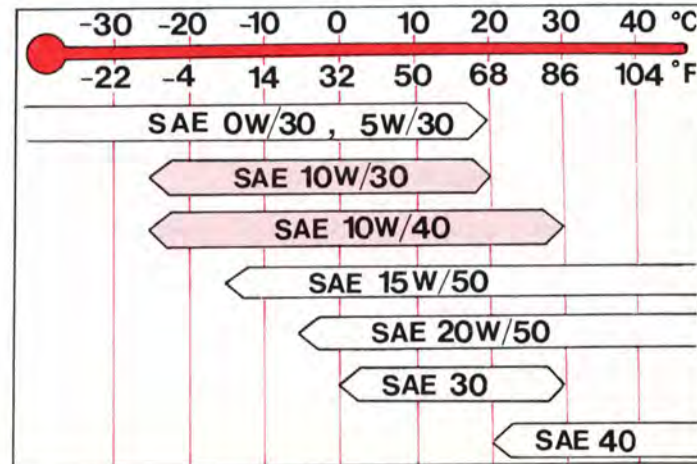 -30 -20 -10 0 10 20 30 40 °C
-22 -4 14 32 50 68 86 104 °F
SAE 0W/30 , 5W/30
SAE 10W/30
SAE 10W/40
SAE 15W/50
SAE 20W/50
SAE 30
SAE 40